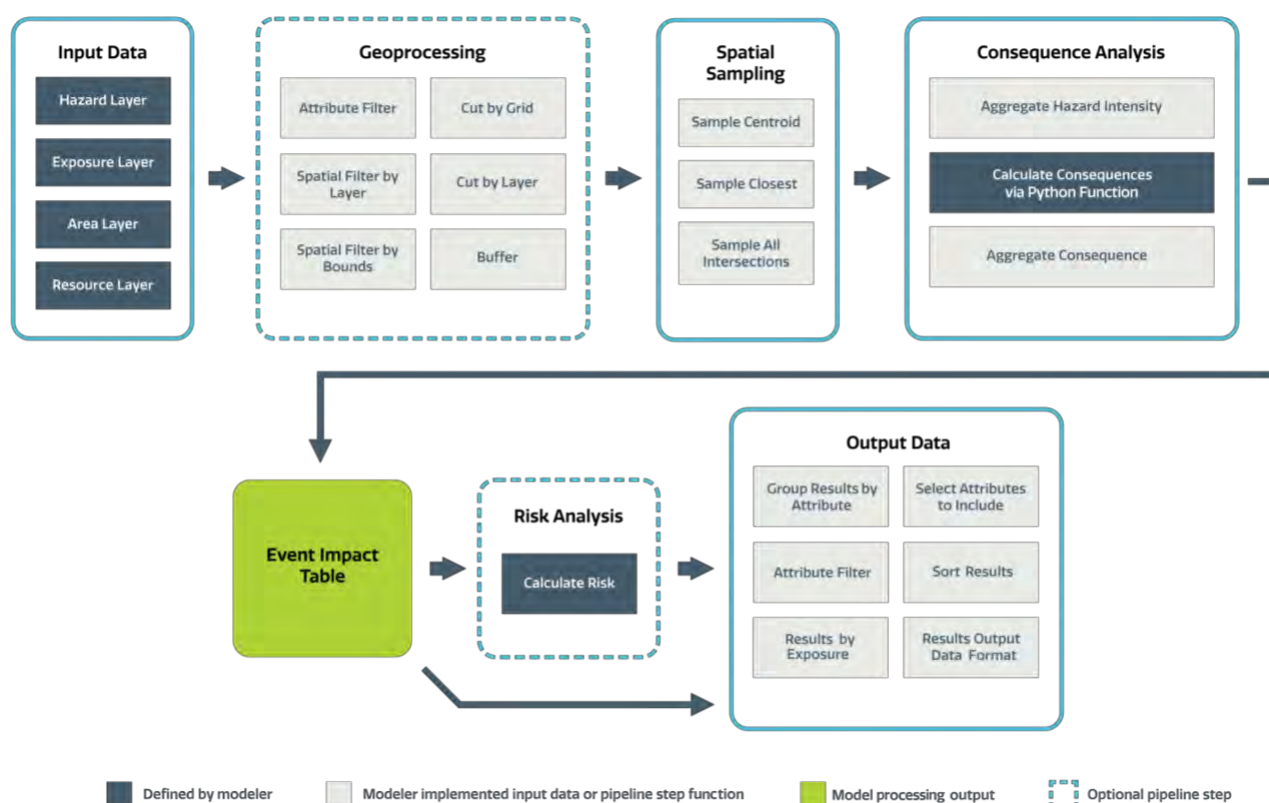 Input Data
Hazard Layer
Exposure Layer
Area Layer
Resource Layer
Geoprocessing
Attribute Filter
Cut by Grid
Spatial Filter by
Layer
Cut by Layer
Spatial Filter by
Bounds
Buffer
Spatial
Sampling
Sample Centroid
Sample Closest
Sample All
Intersections
Consequence Analysis
Aggregate Hazard Intensity
Calculate Consequences
via Python Function
Aggregate Consequence
Event Impact
Table
Risk Analysis
Calculate Risk
Output Data
Group Results by
Attribute
Select Attributes
to Include
Attribute Filter
Sort Results
Results by
Exposure
Results Output
Data Format
Defined by modeler
Modeler implemented input data or pipeline step function
Model processing output
Optional pipeline step